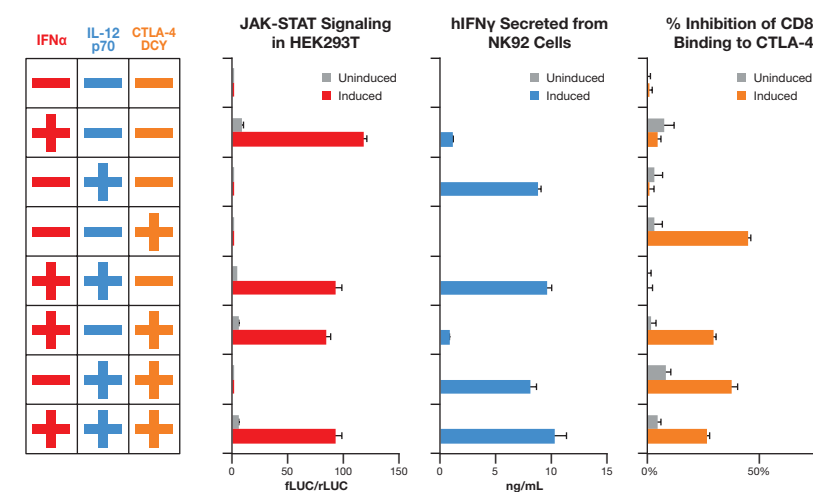 IFNα
IL-12
p70
CTLA-4
DCY
JAK-STAT Signaling
in HEK293T
Uninduced
Induced
0 50 100 150
fLUC/rLUC
hIFNγ Secreted from
NK92 Cells
Uninduced
Induced
0 5 10 15
ng/mL
% Inhibition of CD8
Binding to CTLA-4
Uninduced
Induced
0% 50%